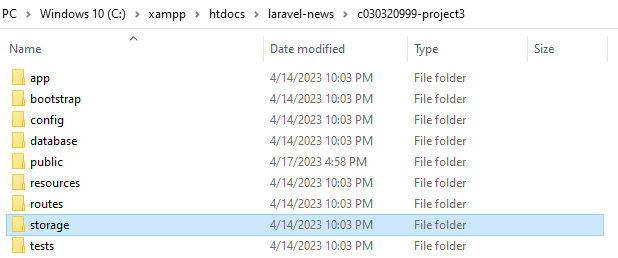 PC > Windows 10 (C:) > xampp > htdocs > laravel-news > c030320999-project3
Name Date modified Type Size
app 4/14/2023 10:03 PM File folder
bootstrap 4/14/2023 10:03 PM File folder
config 4/14/2023 10:03 PM File folder
database 4/14/2023 10:03 PM File folder
public 4/17/2023 4:58 PM File folder
resources 4/14/2023 10:03 PM File folder
routes 4/14/2023 10:03 PM File folder
storage 4/14/2023 10:03 PM File folder
tests 4/14/2023 10:03 PM File folder